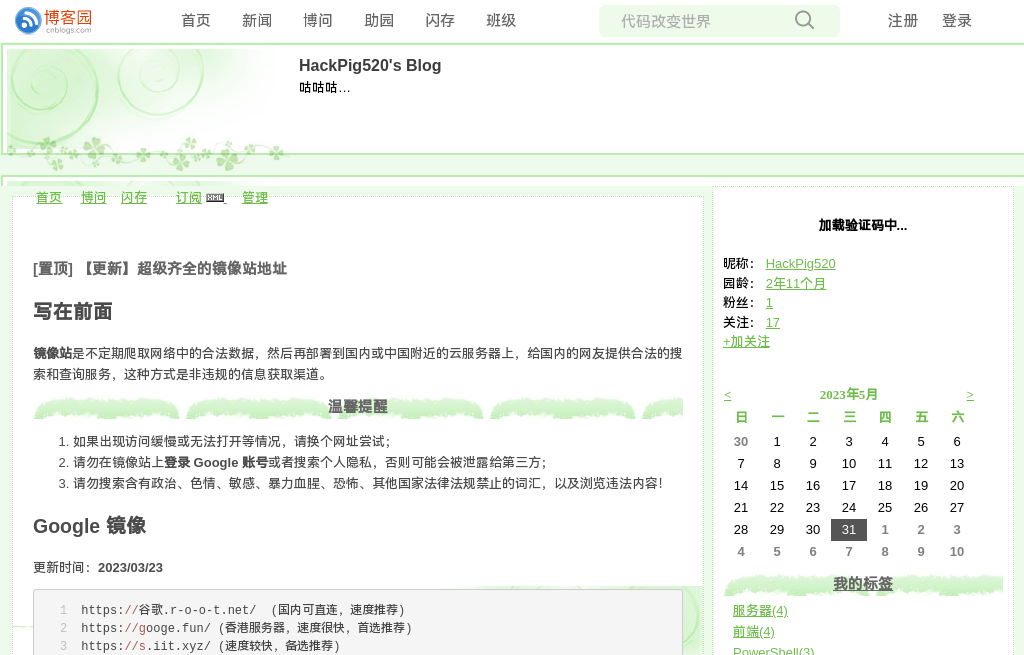 博客园
cnblogs.com
首页 新闻 博问 助园 闪存 班级 代码改变世界 注册 登录
HackPig520's Blog
咕咕咕…
首页 博问 闪存 订阅 XML 管理
[置顶] 【更新】超级齐全的镜像站地址
写在前面
镜像站是不定期爬取网络中的合法数据，然后再部署到国内或中国附近的云服务器上，给国内的网友提供合法的搜
索和查询服务，这种方式是非违规的信息获取渠道。
温馨提醒
1. 如果出现访问缓慢或无法打开等情况，请换个网址尝试；
2. 请勿在镜像站上登录 Google 账号或者搜索个人隐私，否则可能会被泄露给第三方；
3. 请勿搜索含有政治、色情、敏感、暴力血腥、恐怖、其他国家法律法规禁止的词汇，以及浏览违法内容！
Google 镜像
更新时间：2023/03/23
1 https://谷歌.r-o-o-t.net/ (国内可直连，速度推荐)
2 https://googe.fun/ (香港服务器，速度很快，首选推荐)
3 https://s.iit.xyz/ (速度较快，备选推荐)
加载验证码中...
昵称： HackPig520
园龄： 2年11个月
粉丝： 1
关注： 17
+加关注
< 2023年5月 >
日 一 二 三 四 五 六
30 1 2 3 4 5 6
7 8 9 10 11 12 13
14 15 16 17 18 19 20
21 22 23 24 25 26 27
28 29 30 31 1 2 3
4 5 6 7 8 9 10
我的标签
服务器(4)
前端(4)
PowerShell(3)